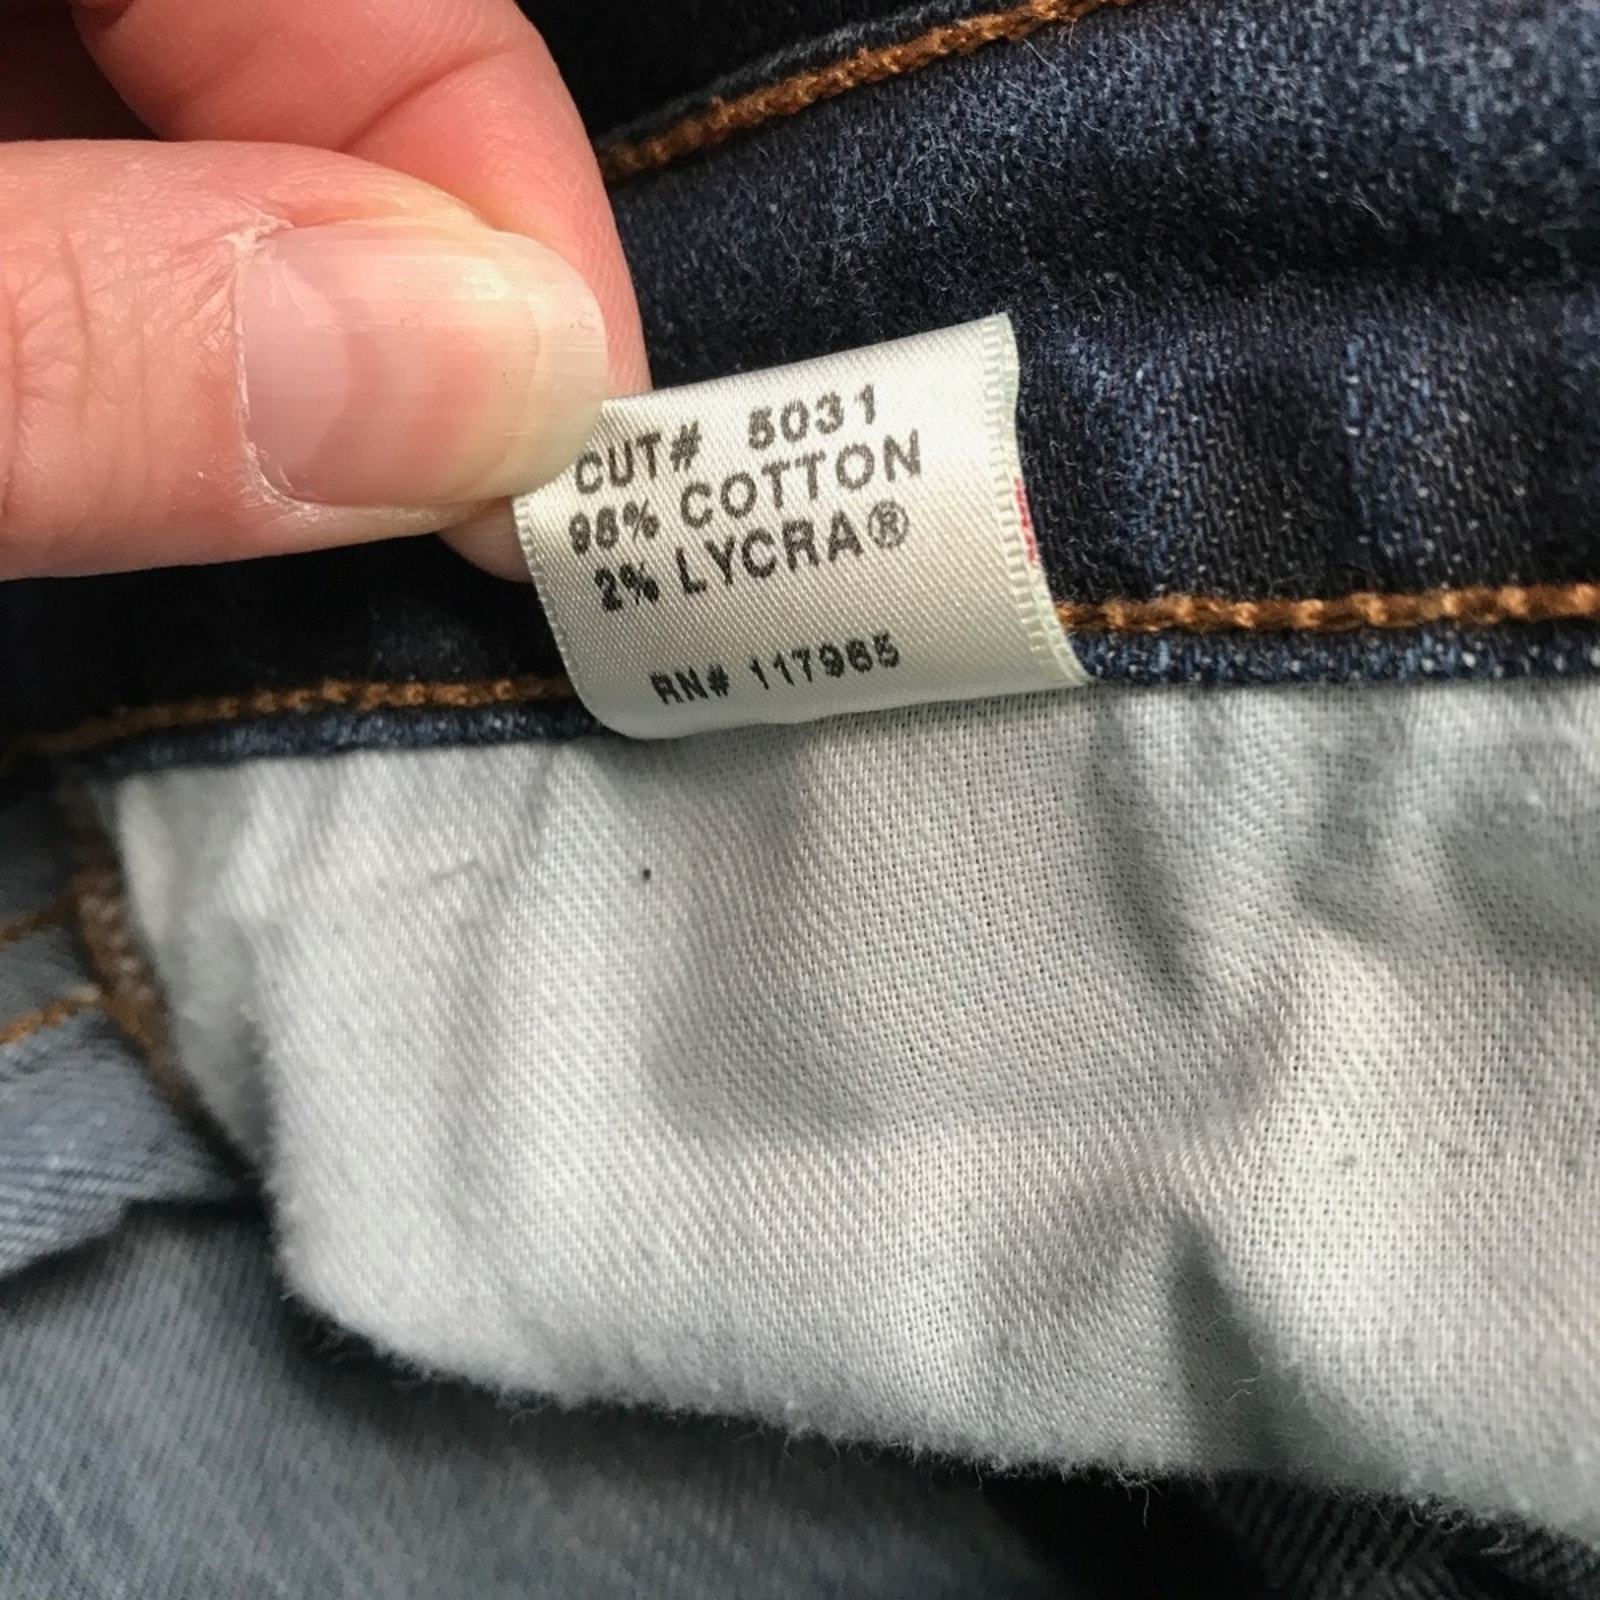 CUT# 5031
98% COTTON
2% LYCRA®
RN# 117965